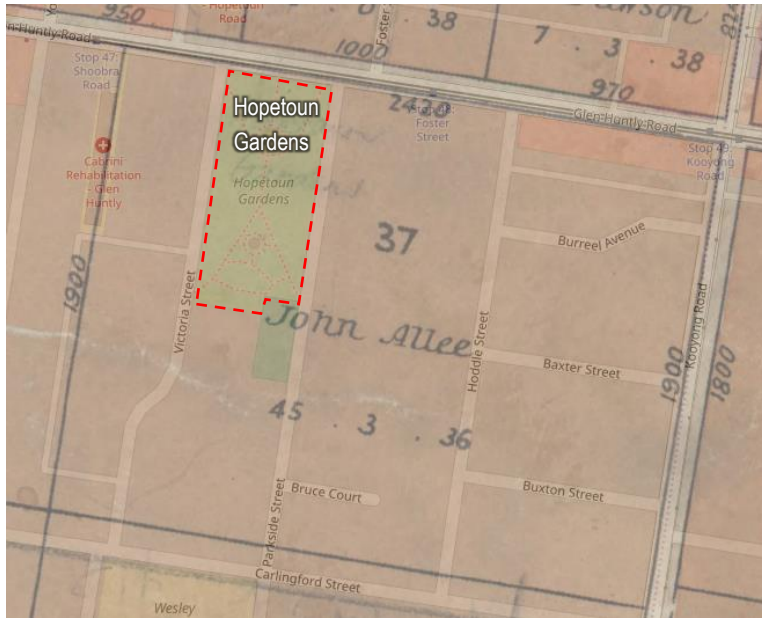 950
- Hopetoun
Road
38
7 . 3 . 38
Foster
1000
970
Glen Huntly Road
Stop 47:
Shoobra
Road
Hopetoun
Gardens
Foster
Street
Glen Huntly Road
Stop 49:
Kooyong
Road
Cabrini
Rehabilitation
- Glen
Huntly
Hopetoun
Gardens
37
Burreel Avenue
1900
Victoria Street
John Allee
Hoddle Street
Kooyong Road
Baxter Street
1900
1800
45 . 3 . 36
Bruce Court
Buxton Street
Parkside Street
Carlingford Street
Wesley